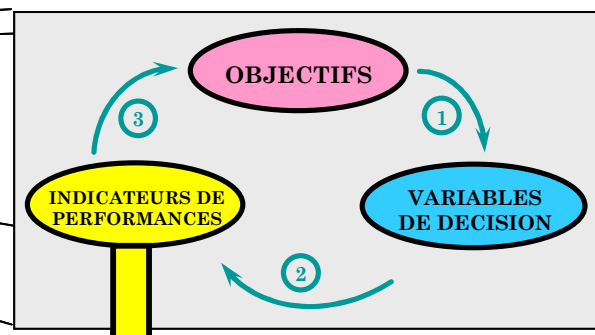 OBJECTIFS
1
3
INDICATEURS DE
PERFORMANCES
VARIABLES
DE DECISION
2